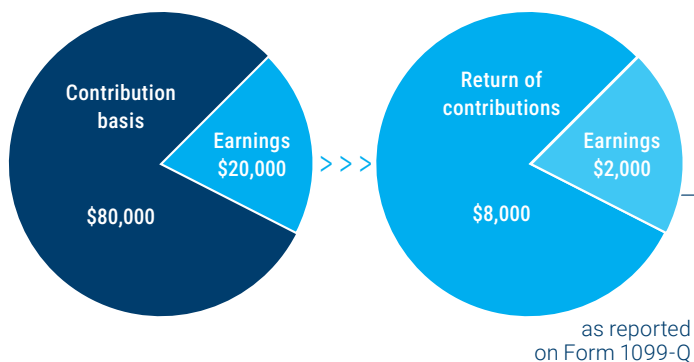 Contribution
basis
$80,000
Earnings
$20,000
> > >
Return of
contributions
$8,000
Earnings
$2,000
as reported
on Form 1099-Q